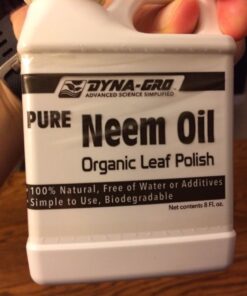 DYNA-GRO
ADVANCED SCIENCE SIMPLIFIED
PURE
Neem Oil
Organic Leaf Polish
• 100% Natural, Free of Water or Additives
• Simple to Use, Biodegradable
Net contents 8 Fl. oz.